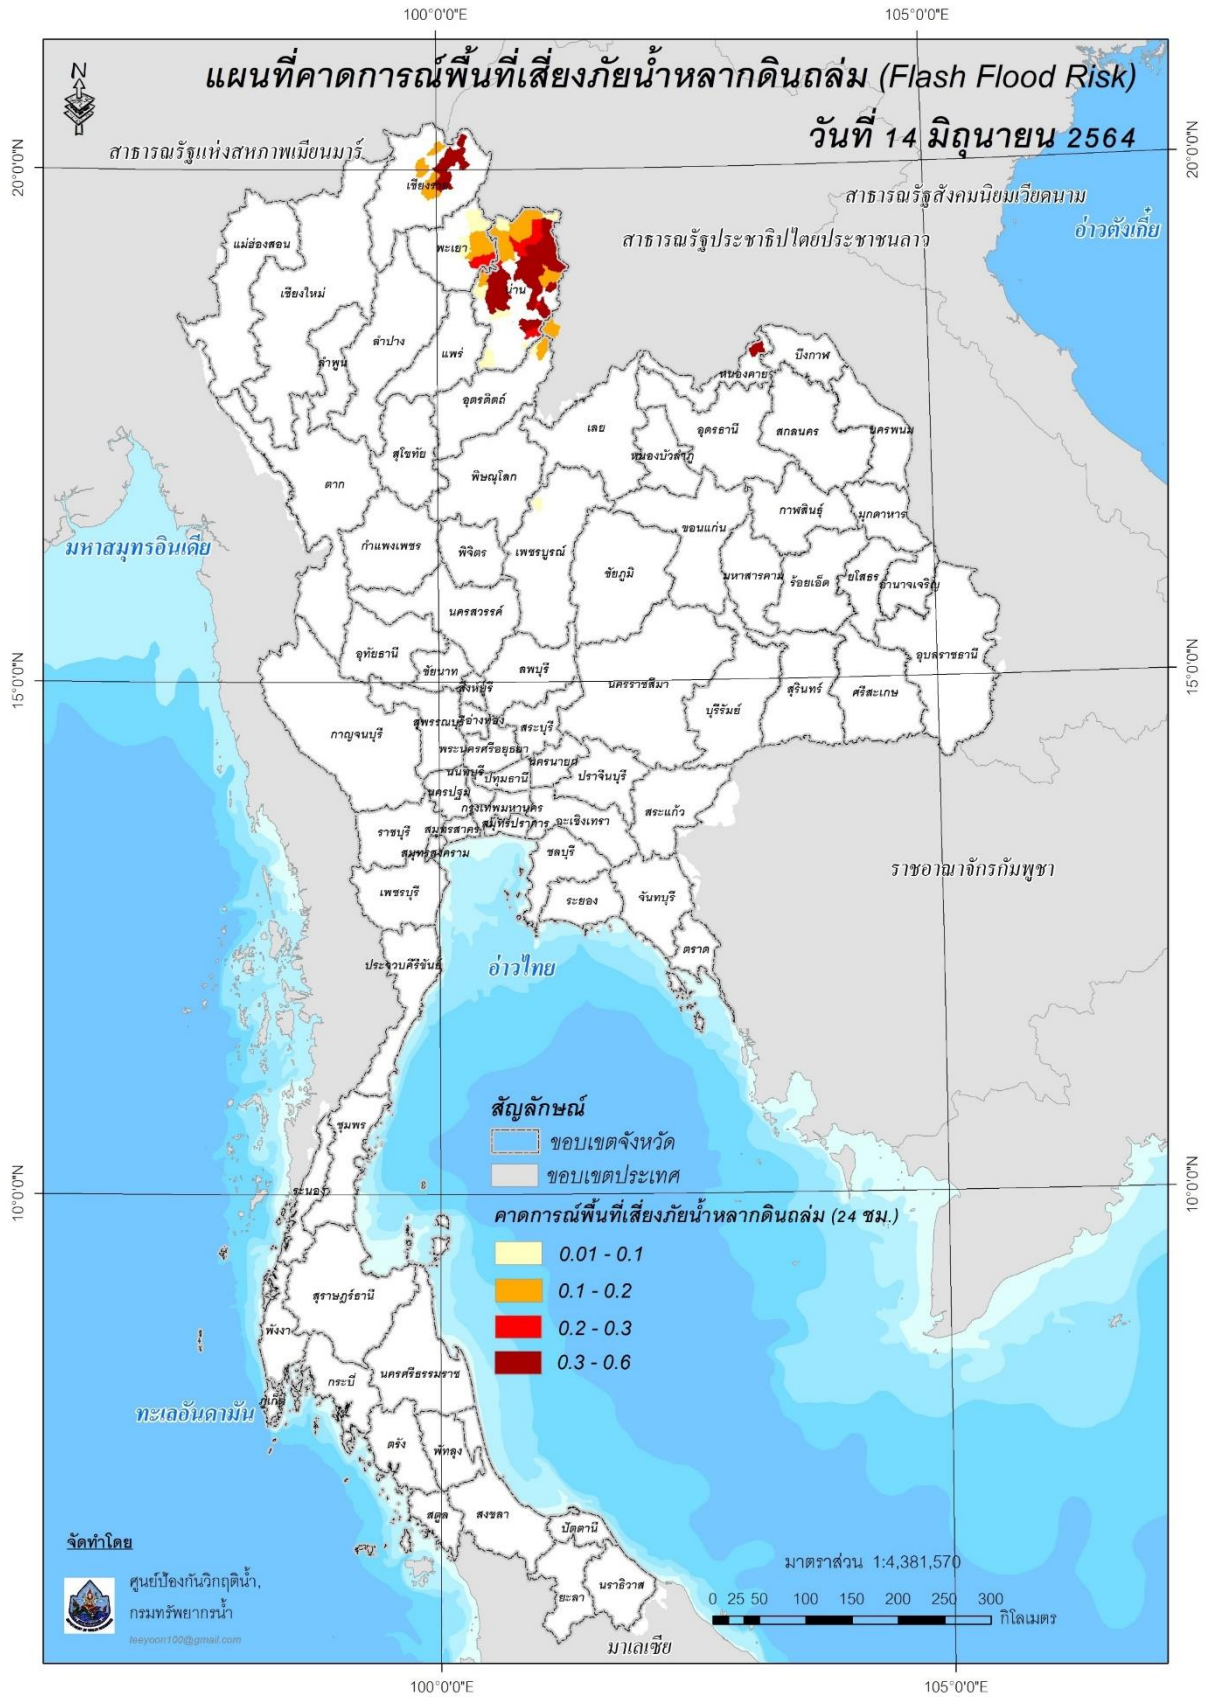 100°0'0"E
105°0'0"E
แผนที่คาดการณ์พื้นที่เสี่ยงภัยน้ำหลากดินถล่ม (Flash Flood Risk)
วันที่ 14 มิถุนายน 2564
N
20°0'0"N
20°0'0"N
สาธารณรัฐแห่งสหภาพเมียนมาร์
สาธารณรัฐสังคมนิยมเวียดนาม
สาธารณรัฐประชาธิปไตยประชาชนลาว
อ่าวตังเกี๋ย
เชียงราย
แม่ฮ่องสอน
พะเยา
เชียงใหม่
น่าน
ลำปาง
ลำพูน
แพร่
บึงกาฬ
หนองคาย
อุตรดิตถ์
เลย
อุดรธานี
สกลนคร
นครพนม
สุโขทัย
หนองบัวลำภู
พิษณุโลก
ตาก
กาฬสินธุ์
มุกดาหาร
ขอนแก่น
มหาสมุทรอินเดีย
กำแพงเพชร
พิจิตร
เพชรบูรณ์
ชัยภูมิ
มหาสารคาม
ร้อยเอ็ด
ยโสธร
อำนาจเจริญ
นครสวรรค์
อุทัยธานี
ชัยนาท
ลพบุรี
อุบลราชธานี
15°0'0"N
15°0'0"N
สิงห์บุรี
นครราชสีมา
สุรินทร์
ศรีสะเกษ
บุรีรัมย์
สุพรรณบุรี
อ่างทอง
สระบุรี
กาญจนบุรี
พระนครศรีอยุธยา
นครนายก
นนทบุรี
ปทุมธานี
ปราจีนบุรี
นครปฐม
กรุงเทพมหานคร
สระแก้ว
ราชบุรี
สมุทรสาคร
สมุทรปราการ
ฉะเชิงเทรา
สมุทรสงคราม
ชลบุรี
ราชอาณาจักรกัมพูชา
เพชรบุรี
ระยอง
จันทบุรี
ตราด
ประจวบคีรีขันธ์
อ่าวไทย
สัญลักษณ์
ขอบเขตจังหวัด
ขอบเขตประเทศ
ชุมพร
ระนอง
10°0'0"N
10°0'0"N
คาดการณ์พื้นที่เสี่ยงภัยน้ำหลากดินถล่ม (24 ชม.)
0.01 - 0.1
0.1 - 0.2
0.2 - 0.3
0.3 - 0.6
สุราษฎร์ธานี
พังงา
กระบี่
นครศรีธรรมราช
ภูเก็ต
ทะเลอันดามัน
ตรัง
พัทลุง
สตูล
สงขลา
ปัตตานี
ยะลา
นราธิวาส
มาเลเซีย
จัดทำโดย
ศูนย์ป้องกันวิกฤติน้ำ,
กรมทรัพยากรน้ำ
leeyoon100@gmail.com
มาตราส่วน 1:4,381,570
0 25 50 100 150 200 250 300
กิโลเมตร
100°0'0"E
105°0'0"E